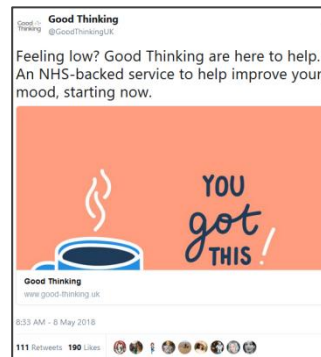 Good Thinking
Good Thinking
@GoodThinkingUK
Feeling low? Good Thinking are here to help.
An NHS-backed service to help improve your
mood, starting now.
YOU
got
THIS!
Good Thinking
www.good-thinking.uk
8:33 AM - 8 May 2018
111 Retweets 190 Likes